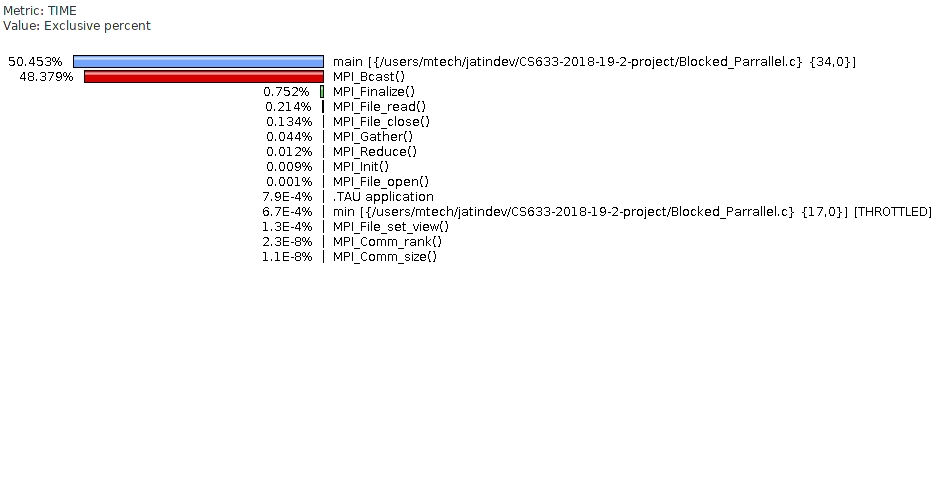 Metric: TIME
Value: Exclusive percent
50.453% main [{/users/mtech/jatindev/CS633-2018-19-2-project/Blocked_Parrallel.c} {34,0}]
48.379% MPI_Bcast()
0.752% MPI_Finalize()
0.214% MPI_File_read()
0.134% MPI_File_close()
0.044% MPI_Gather()
0.012% MPI_Reduce()
0.009% MPI_Init()
0.001% MPI_File_open()
7.9E-4% .TAU application
6.7E-4% min [{/users/mtech/jatindev/CS633-2018-19-2-project/Blocked_Parrallel.c} {17,0}] [THROTTLED]
1.3E-4% MPI_File_set_view()
2.3E-8% MPI_Comm_rank()
1.1E-8% MPI_Comm_size()